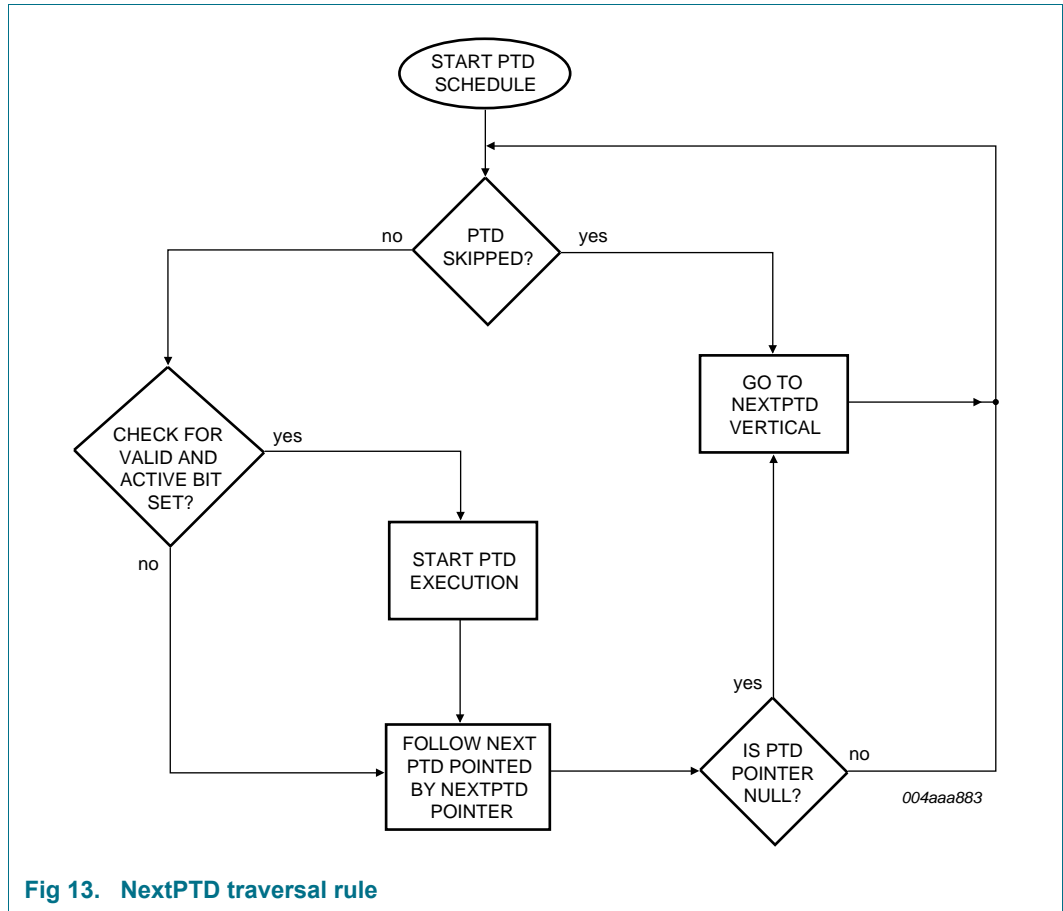 START PTD
SCHEDULE
PTD
SKIPPED?
no
yes
GO TO
NEXTPTD
VERTICAL
CHECK FOR
VALID AND
ACTIVE BIT
SET?
yes
no
START PTD
EXECUTION
FOLLOW NEXT
PTD POINTED
BY NEXTPTD
POINTER
yes
IS PTD
POINTER
NULL?
no
004aaa883
Fig 13. NextPTD traversal rule